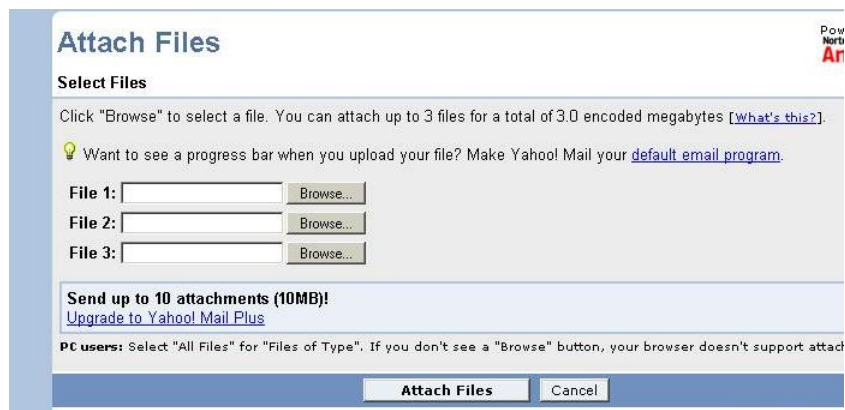 Attach Files
Select Files
Click "Browse" to select a file. You can attach up to 3 files for a total of 3.0 encoded megabytes [What's this?].
Want to see a progress bar when you upload your file? Make Yahoo! Mail your default email program.
File 1: Browse...
File 2: Browse...
File 3: Browse...
Send up to 10 attachments (10MB)!
Upgrade to Yahoo! Mail Plus
PC users: Select "All Files" for "Files of Type". If you don't see a "Browse" button, your browser doesn't support
Attach Files Cancel